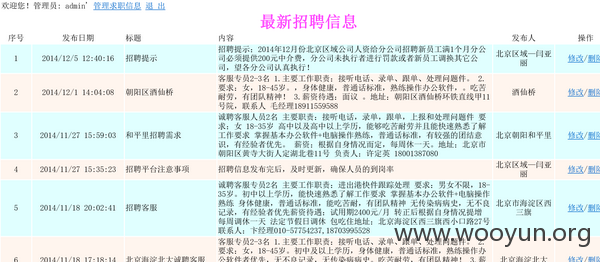 欢迎您！管理员：admin' 管理求职信息 退 出
最新招聘信息
序号 发布日期 标题 内容 发布人 操作
1 2014/12/5 12:40:16 招聘提示 招聘提示：2014年12月份北京区域公司人资给分公司招聘新员工满1个月分公
司必须提供200元中介费，分公司未执行者进行罚款或者新员工调换其它公
司，望各分公司认真执行！
北京区域—闫亚
丽
修改/删除
2 2014/12/1 14:04:08 朝阳区酒仙桥 客服专员2-3名 1.主要工作职责：接听电话、录单、跟单、处理问题件。 2.
要求：女，18-45岁。，身体健康，普通话标准，熟练操作办公软件，。吃苦
耐劳，有团队精神！ 3.薪资待遇：面议 。地址：朝阳区酒仙桥环铁直线甲11
号院，联系人 毛经理18911559588
酒仙桥
修改/删除
3 2014/11/27 15:59:03 和平里招聘需求 诚聘客服专员2名 主要工作职责：接听电话，录单、跟单，上报和处理问题件 要
求：女 18-35岁 高中以及高中以上学历，能够吃苦耐劳并且能快速熟悉了解
工作要求 掌握基本办公软件+电脑操作熟练，普通话标准，有较强的团结意
识，有经验者优先。 薪资：根据自身情况而定，每周休一天。地址：北京市
朝阳区黄寺大街人定湖北巷11号 负责人：许定英 18001387080
北京朝阳和平里
修改/删除
4 2014/11/27 15:35:23 招聘平台注意事项 招聘信息发布完后，及时更新，确保人员的到岗率
北京区域—闫亚
丽
修改/删除
5 2014/11/18 20:02:41 招聘客服 诚聘客服专员2名 主要工作职责：进出港快件跟踪处理 要求：男女不限，18-
35岁。初中以上学历，能快速熟悉了解工作要求 掌握基本办公软件+电脑操作
熟练 身体健康，普通话标准，能吃苦耐劳，有团队精神 无传染病病史，无不良记
录，有经验者优先薪资待遇：试用期2400元/月 转正后根据自身情况提增
每周调休一天 法定节假日休 包吃住地址：北京海淀区西三旗西小口路27号
联系人：卞经理010-57754237,18703995528
北京市海淀区西
三旗
修改/删除
www.wooyun.org
6 2014/11/18 17:18:14 北京海淀北太诚聘客服 客服专员2-3名 1.主要工作职责：接听电话、录单、跟单、处理问题件。 2.
要求：女，18-45岁。初中及以上学历，身体健康，普通话标准，熟练操作办